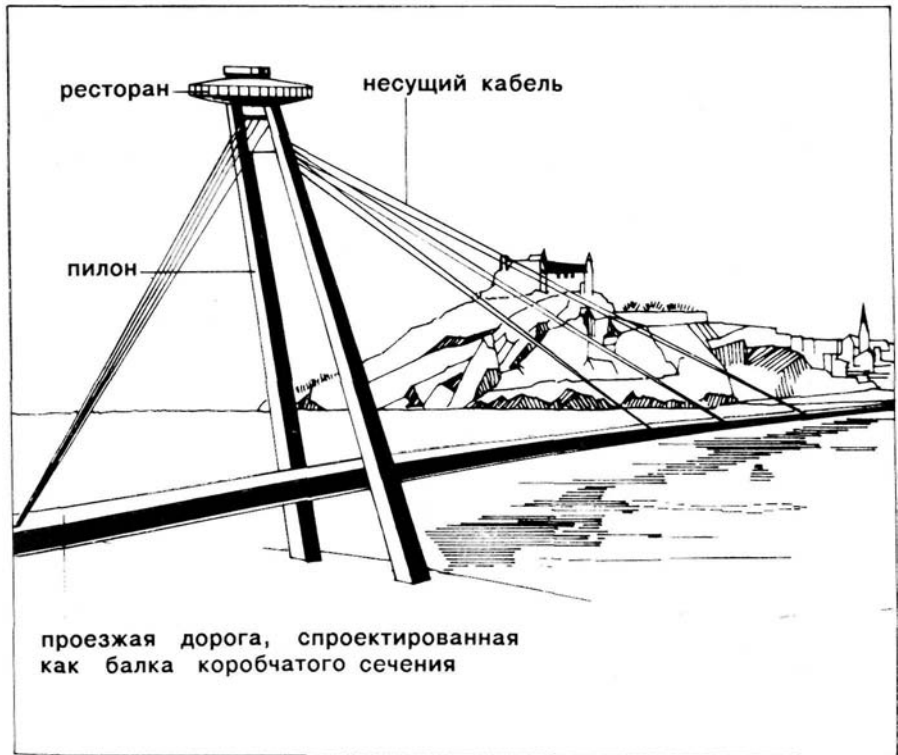 ресторан
несущий кабель
пилон
проезжая дорога, спроектированная
как балка коробчатого сечения